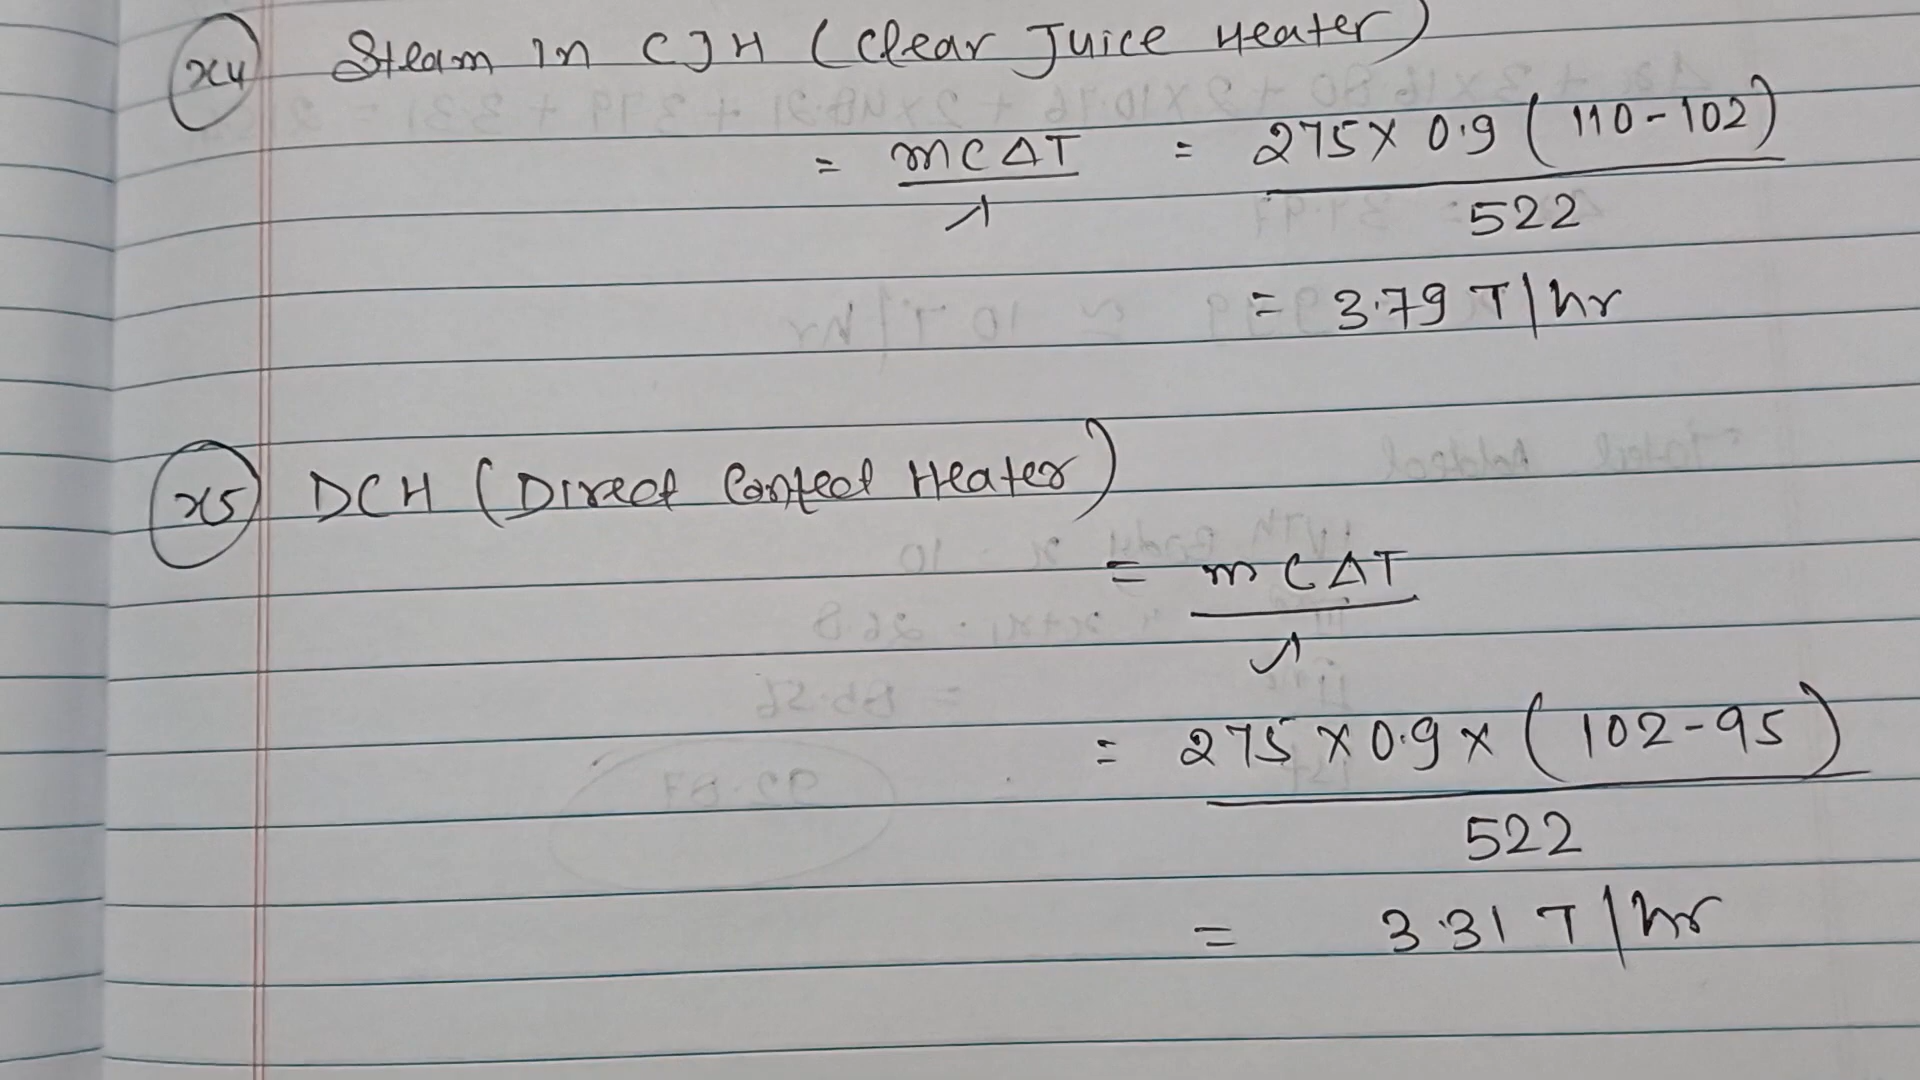 x4 Steam in CJH (Clear Juice Heater)
= mCΔT / λ = 275 × 0.9 (110-102) / 522
= 3.79 T/hr
x5 DCH (Direct Contect Heater)
= mCΔT / λ
= 275 × 0.9 × (102-95) / 522
= 3.31 T/hr